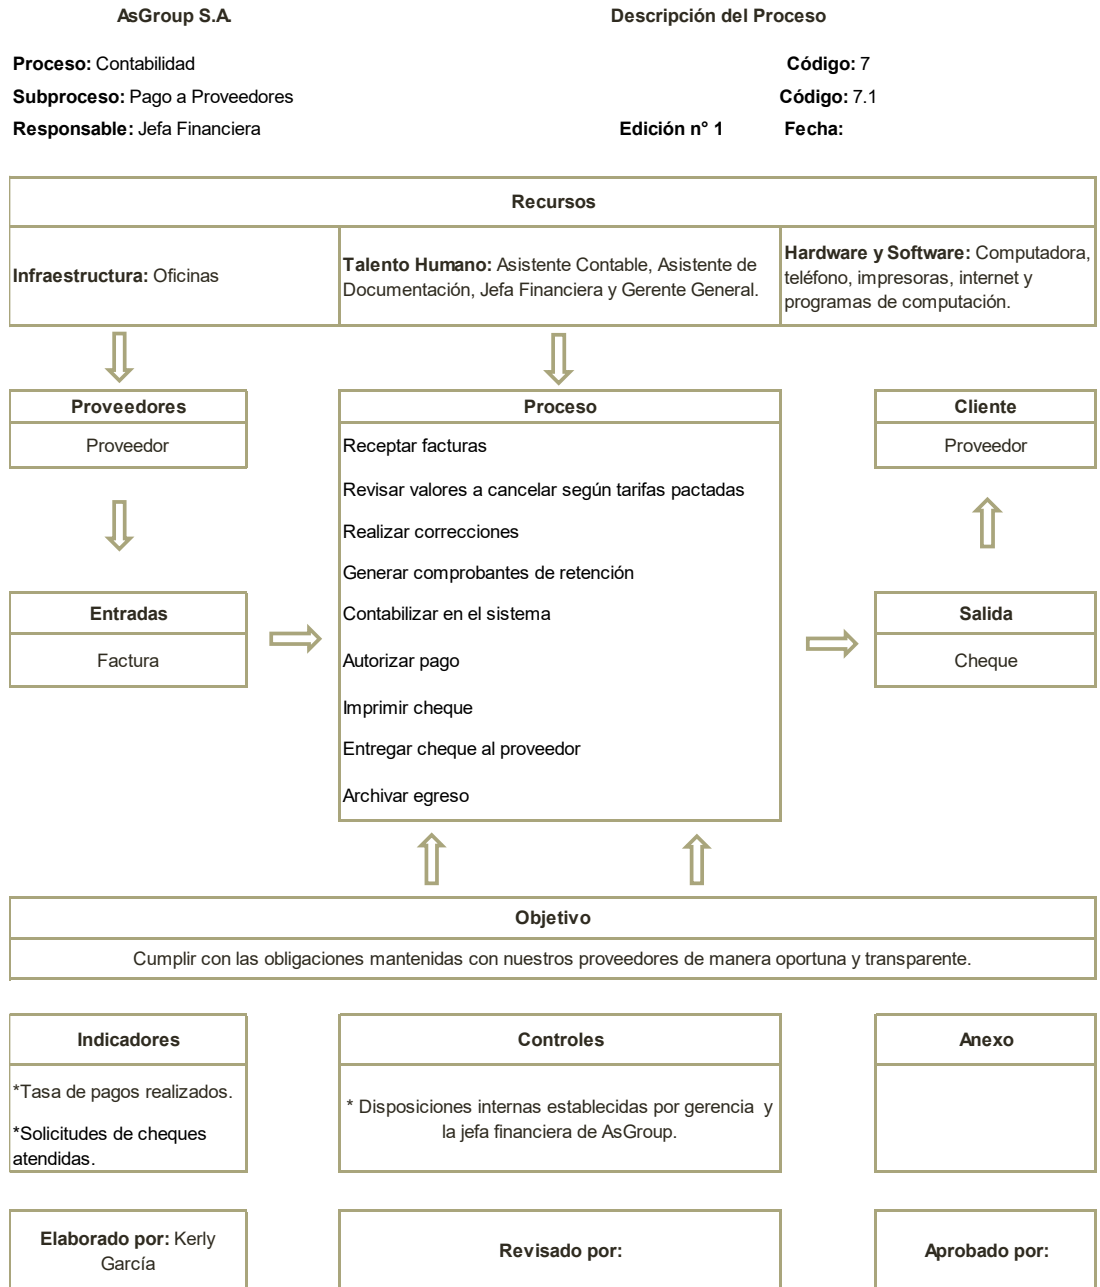 AsGroup S.A.
Descripción del Proceso
Proceso: Contabilidad
Código: 7
Subproceso: Pago a Proveedores
Código: 7.1
Responsable: Jefa Financiera
Edición n° 1
Fecha:
Recursos
Infraestructura: Oficinas
Talento Humano: Asistente Contable, Asistente de
Documentación, Jefa Financiera y Gerente General.
Hardware y Software: Computadora,
teléfono, impresoras, internet y
programas de computación.
Proveedores
Proveedor
Proceso
Receptar facturas
Revisar valores a cancelar según tarifas pactadas
Realizar correcciones
Generar comprobantes de retención
Contabilizar en el sistema
Autorizar pago
Imprimir cheque
Entregar cheque al proveedor
Archivar egreso
Cliente
Proveedor
Entradas
Factura
Salida
Cheque
Objetivo
Cumplir con las obligaciones mantenidas con nuestros proveedores de manera oportuna y transparente.
Indicadores
*Tasa de pagos realizados.
*Solicitudes de cheques
atendidas.
Controles
* Disposiciones internas establecidas por gerencia y
la jefa financiera de AsGroup.
Anexo
Elaborado por: Kerly
García
Revisado por:
Aprobado por: